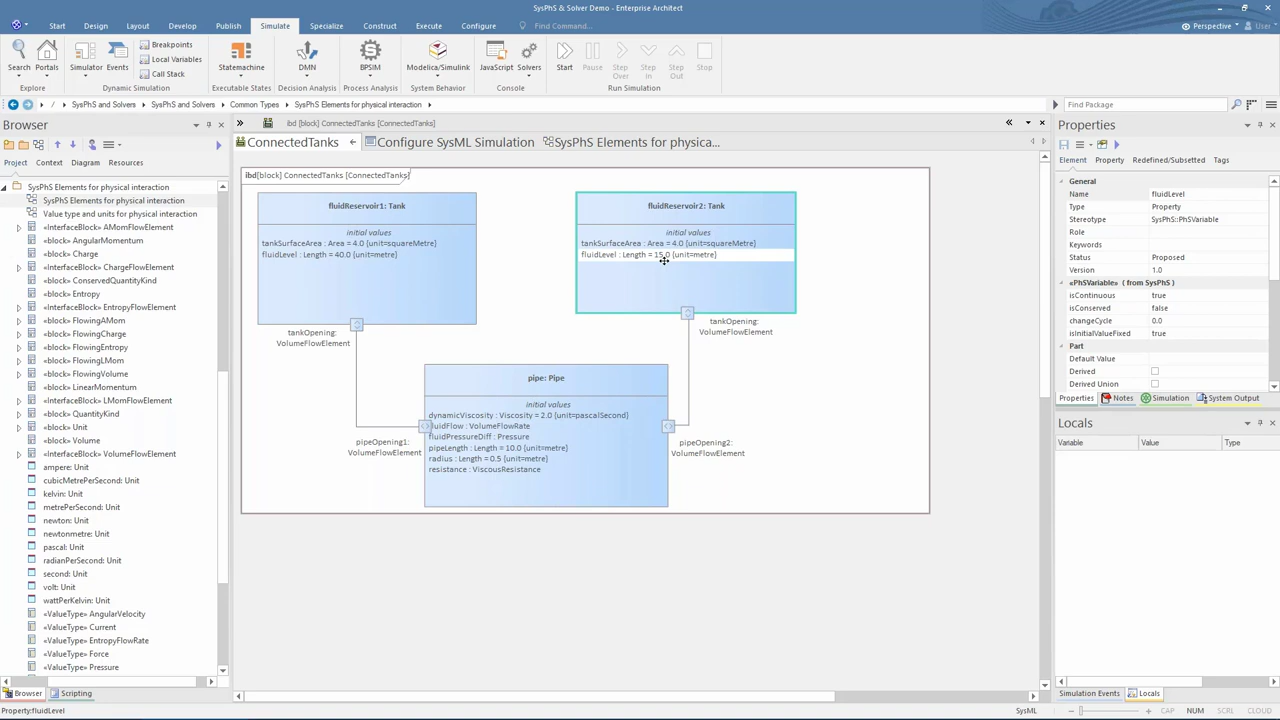 SysPhS & Solver Demo - Enterprise Architect
Start Design Layout Develop Publish Simulate Specialize Construct Execute Configure Find Command... Perspective User
Search Portals Simulator Events Breakpoints Local Variables Call Stack Statemachine DMN BPSIM Modelica/Simulink JavaScript Solvers Start Pause Step Over Step In Step Out Stop
Explore Dynamic Simulation Executable States Decision Analysis Process Analysis System Behavior Console Run Simulation
/ SysPhS and Solvers SysPhS and Solvers Common Types SysPhS Elements for physical interaction Find Package
Browser
Project Context Diagram Resources
SysPhS Elements for physical interaction
SysPhS Elements for physical interaction
Value type and units for physical interaction
«InterfaceBlock» AMomFlowElement
«block» AngularMomentum
«block» Charge
«InterfaceBlock» ChargeFlowElement
«block» ConservedQuantityKind
«block» Entropy
«InterfaceBlock» EntropyFlowElement
«block» FlowingAMom
«block» FlowingCharge
«block» FlowingEntropy
«block» FlowingLMom
«block» FlowingVolume
«block» LinearMomentum
«InterfaceBlock» LMomFlowElement
«block» QuantityKind
«block» Unit
«block» Volume
«InterfaceBlock» VolumeFlowElement
ampere: Unit
cubicMetrePerSecond: Unit
kelvin: Unit
metrePerSecond: Unit
newton: Unit
newtonmetre: Unit
pascal: Unit
radianPerSecond: Unit
second: Unit
volt: Unit
wattPerKelvin: Unit
«ValueType» AngularVelocity
«ValueType» Current
«ValueType» EntropyFlowRate
«ValueType» Force
«ValueType» Pressure
Browser Scripting
ibd [block] ConnectedTanks [ConnectedTanks]
ConnectedTanks Configure SysML Simulation SysPhS Elements for physica...
ibd[block] ConnectedTanks [ConnectedTanks]
fluidReservoir1: Tank
initial values
tankSurfaceArea : Area = 4.0 {unit=squareMetre}
fluidLevel : Length = 40.0 {unit=metre}
tankOpening:
VolumeFlowElement
fluidReservoir2: Tank
initial values
tankSurfaceArea : Area = 4.0 {unit=squareMetre}
fluidLevel : Length = 15.0 {unit=metre}
tankOpening:
VolumeFlowElement
pipe: Pipe
initial values
dynamicViscosity : Viscosity = 2.0 {unit=pascalSecond}
fluidFlow : VolumeFlowRate
fluidPressureDiff : Pressure
pipeLength : Length = 10.0 {unit=metre}
radius : Length = 0.5 {unit=metre}
resistance : ViscousResistance
pipeOpening1:
VolumeFlowElement
pipeOpening2:
VolumeFlowElement
Properties
Element Property Redefined/Subsetted Tags
General
Name fluidLevel
Type Property
Stereotype SysPhS::PhSVariable
Role
Keywords
Status Proposed
Version 1.0
«PhSVariable» ( from SysPhS )
isContinuous true
isConserved false
changeCycle 0.0
isInitialValueFixed true
Part
Default Value
Derived
Derived Union
Properties Notes Simulation System Output
Locals
Variable Value Type
Simulation Events Locals
Property:fluidLevel SysML CAP NUM SCRL CLOUD